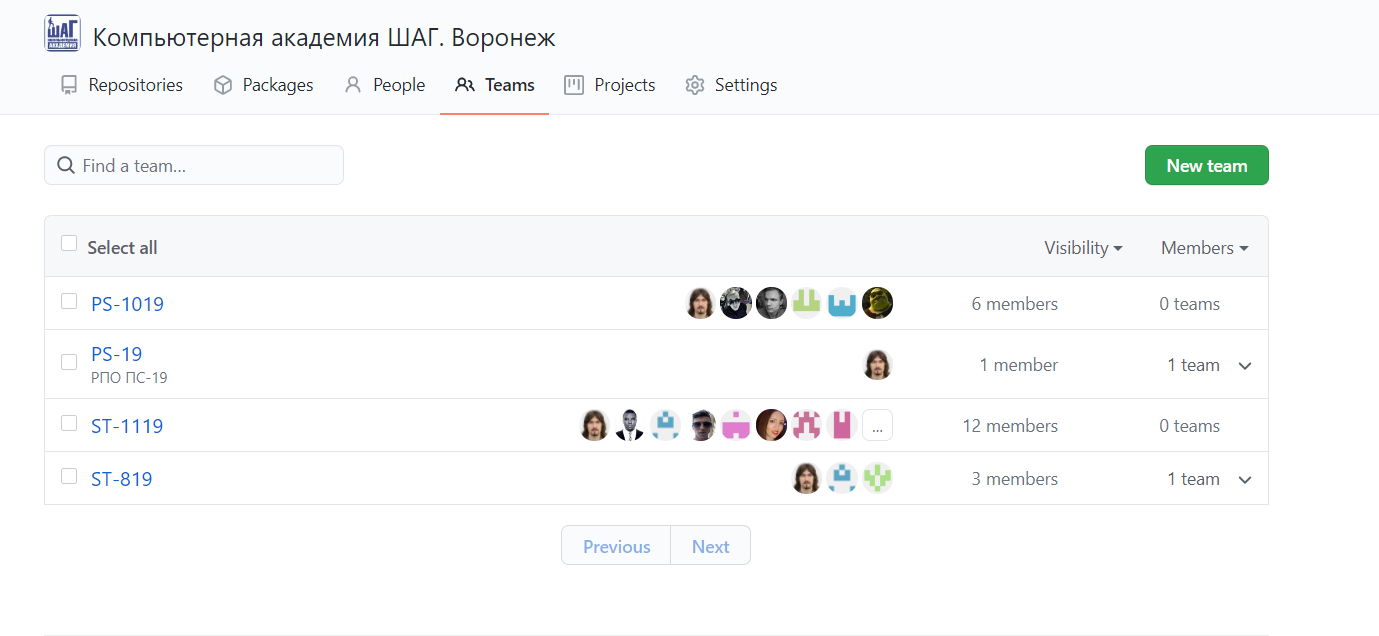 ШАГ
АКАДЕМИЯ
Компьютерная академия ШАГ. Воронеж
Repositories Packages People Teams Projects Settings
Find a team...
New team
Select all Visibility Members
PS-1019 6 members 0 teams
PS-19 1 member 1 team
РПО ПС-19
ST-1119 ... 12 members 0 teams
ST-819 3 members 1 team
Previous Next